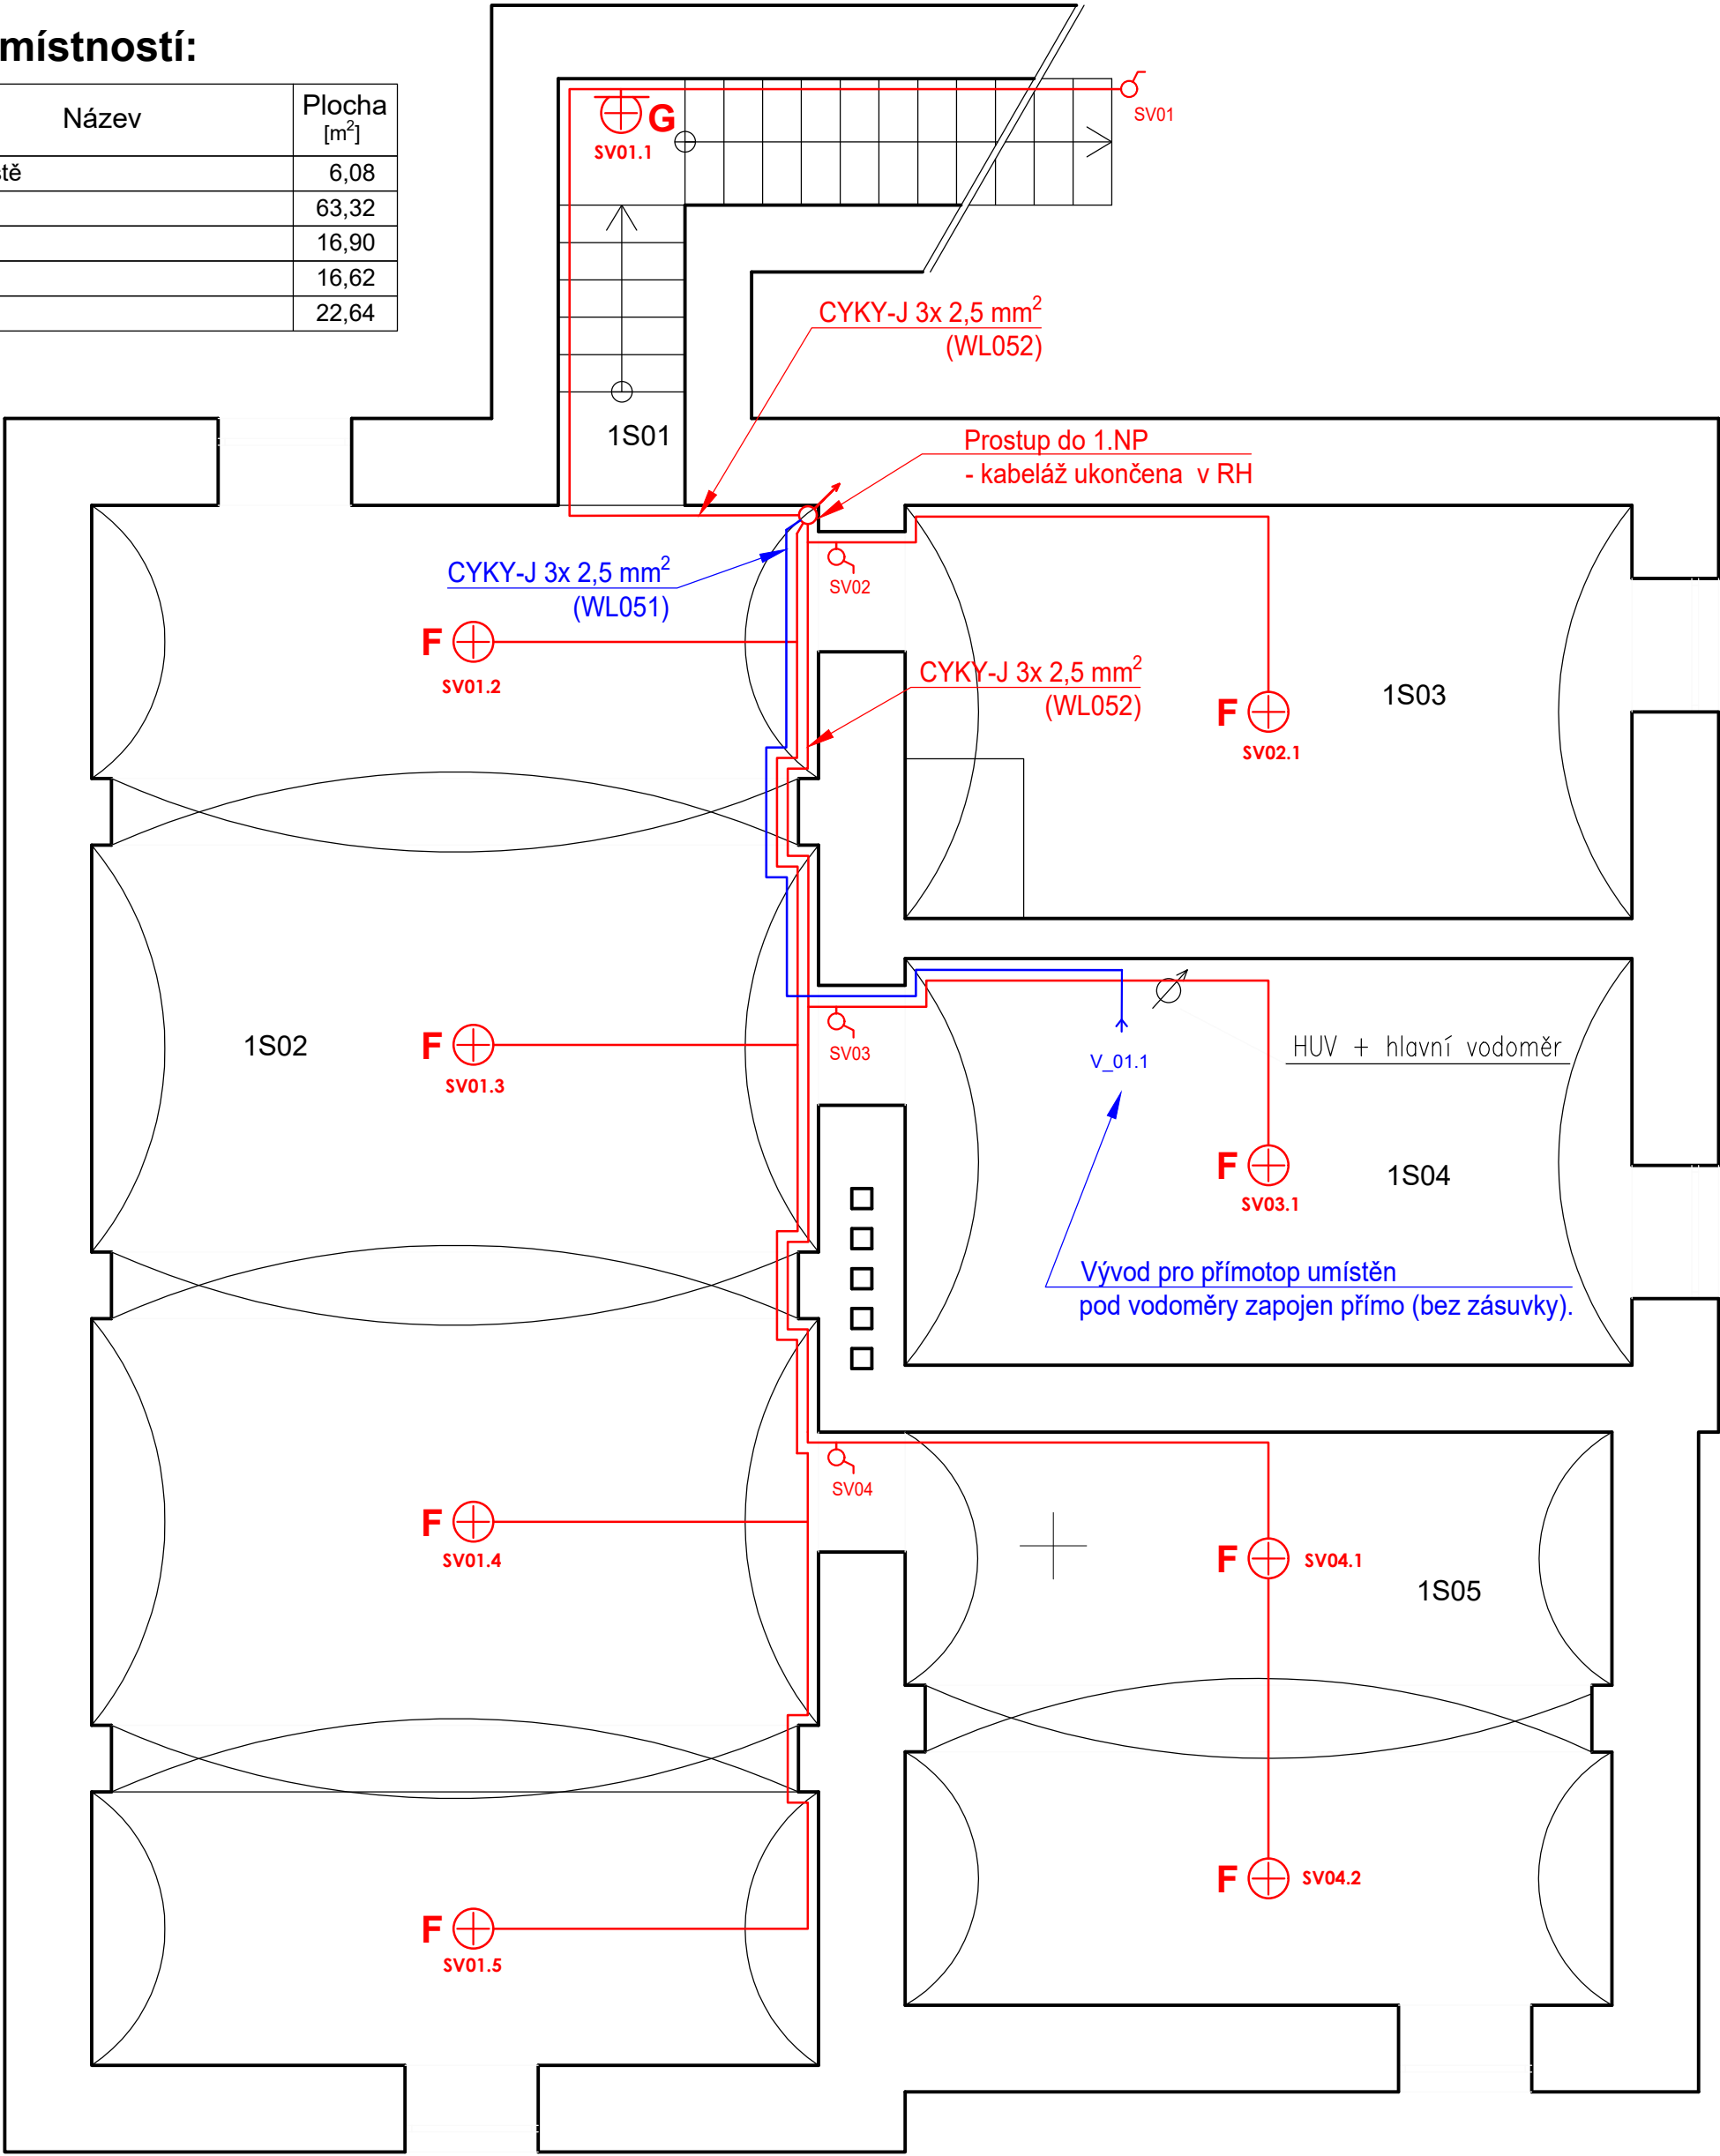 místností:
Název
Plocha
[m²]
stě
6,08
63,32
16,90
16,62
22,64
G
SV01.1
SV01
CYKY-J 3x 2,5 mm²
(WL052)
1S01
Prostup do 1.NP
- kabeláž ukončena v RH
CYKY-J 3x 2,5 mm²
(WL051)
SV02
F
SV01.2
CYKY-J 3x 2,5 mm²
(WL052)
1S03
F
SV02.1
1S02
F
SV01.3
SV03
V_01.1
HUV + hlavní vodoměr
F
SV03.1
1S04
Vývod pro přímotop umístěn
pod vodoměry zapojen přímo (bez zásuvky).
SV04
F
SV01.4
F
SV04.1
1S05
F
SV04.2
F
SV01.5